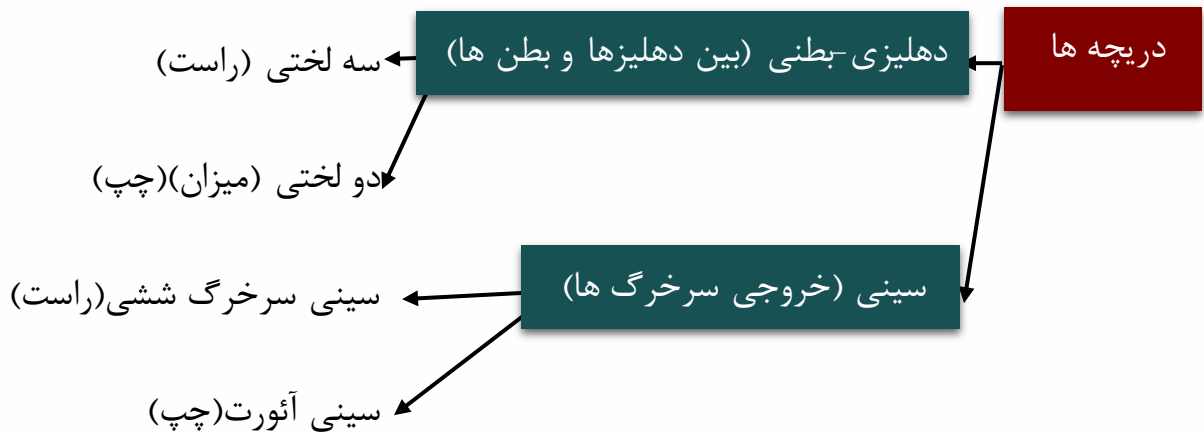 دریچه ها
دهلیزی-بطنی (بین دهلیزها و بطن ها)
سه لختی (راست)
دو لختی (میزان)(چپ)
سینی (خروجی سرخرگ ها)
سینی سرخرگ ششی(راست)
سینی آئورت(چپ)